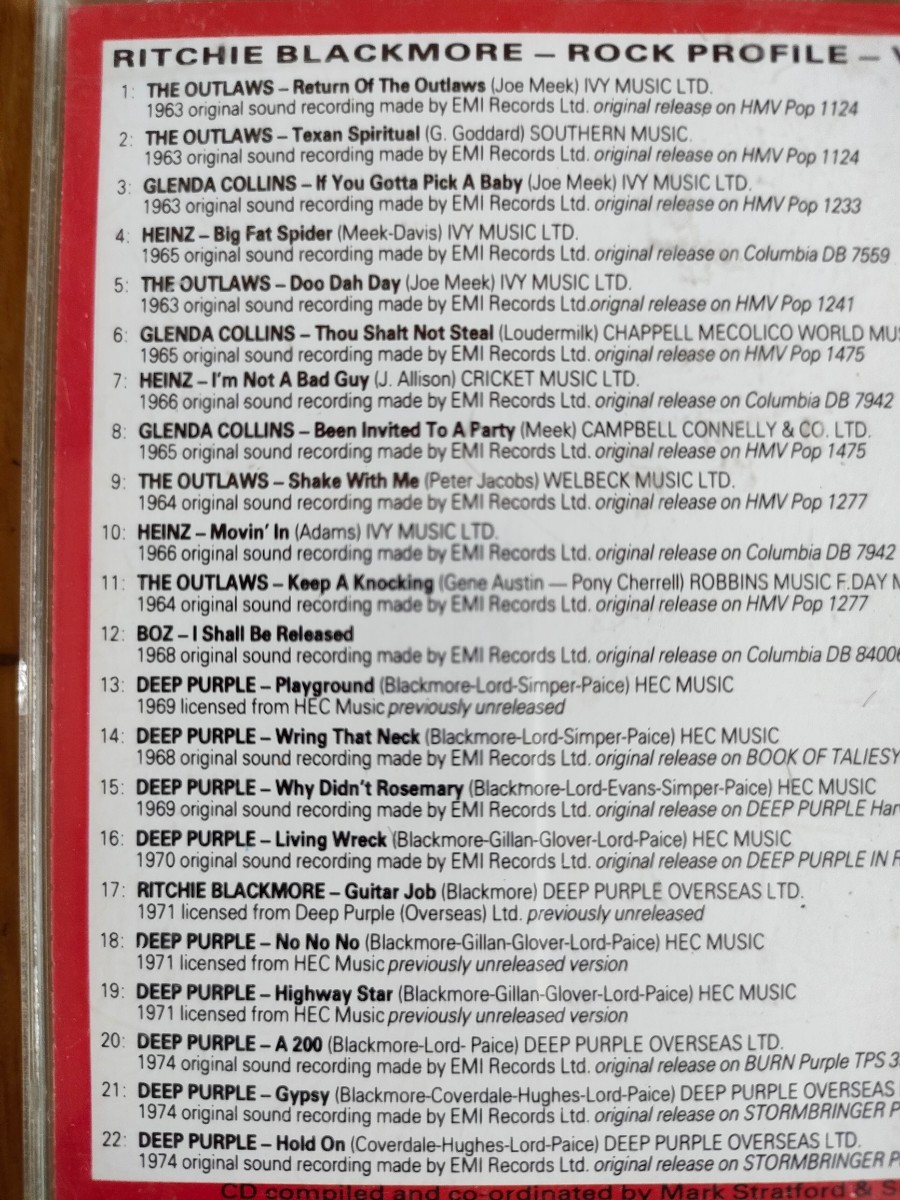 RITCHIE BLACKMORE – ROCK PROFILE –
1: THE OUTLAWS – Return Of The Outlaws (Joe Meek) IVY MUSIC LTD.
1963 original sound recording made by EMI Records Ltd. original release on HMV Pop 1124
2: THE OUTLAWS – Texan Spiritual (G. Goddard) SOUTHERN MUSIC.
1963 original sound recording made by EMI Records Ltd. original release on HMV Pop 1124
3: GLENDA COLLINS – If You Gotta Pick A Baby (Joe Meek) IVY MUSIC LTD.
1963 original sound recording made by EMI Records Ltd. original release on HMV Pop 1233
4: HEINZ – Big Fat Spider (Meek-Davis) IVY MUSIC LTD.
1965 original sound recording made by EMI Records Ltd. original release on Columbia DB 7559
5: THE OUTLAWS – Doo Dah Day (Joe Meek) IVY MUSIC LTD.
1963 original sound recording made by EMI Records Ltd.orignal release on HMV Pop 1241
6: GLENDA COLLINS – Thou Shalt Not Steal (Loudermilk) CHAPPELL MECOLICO WORLD MUS
1965 original sound recording made by EMI Records Ltd. original release on HMV Pop 1475
7: HEINZ – I'm Not A Bad Guy (J. Allison) CRICKET MUSIC LTD.
1966 original sound recording made by EMI Records Ltd. original release on Columbia DB 7942
8: GLENDA COLLINS – Been Invited To A Party (Meek) CAMPBELL CONNELLY & CO. LTD.
1965 original sound recording made by EMI Records Ltd. original release on HMV Pop 1475
9: THE OUTLAWS – Shake With Me (Peter Jacobs) WELBECK MUSIC LTD.
1964 original sound recording made by EMI Records Ltd. original release on HMV Pop 1277
10: HEINZ – Movin' In (Adams) IVY MUSIC LTD.
1966 original sound recording made by EMI Records Ltd. original release on Columbia DB 7942
11: THE OUTLAWS – Keep A Knocking (Gene Austin — Pony Cherrell) ROBBINS MUSIC F.DAY
1964 original sound recording made by EMI Records Ltd. original release on HMV Pop 1277
12: BOZ – I Shall Be Released
1968 original sound recording made by EMI Records Ltd. original release on Columbia DB 84006
13: DEEP PURPLE – Playground (Blackmore-Lord-Simper-Paice) HEC MUSIC
1969 licensed from HEC Music previously unreleased
14: DEEP PURPLE – Wring That Neck (Blackmore-Lord-Simper-Paice) HEC MUSIC
1968 original sound recording made by EMI Records Ltd. original release on BOOK OF TALIESY
15: DEEP PURPLE – Why Didn't Rosemary (Blackmore-Lord-Evans-Simper-Paice) HEC MUSIC
1969 original sound recording made by EMI Records Ltd. original release on DEEP PURPLE Har
16: DEEP PURPLE – Living Wreck (Blackmore-Gillan-Glover-Lord-Paice) HEC MUSIC
1970 original sound recording made by EMI Records Ltd. original release on DEEP PURPLE IN
17: RITCHIE BLACKMORE – Guitar Job (Blackmore) DEEP PURPLE OVERSEAS LTD.
1971 licensed from Deep Purple (Overseas) Ltd. previously unreleased
18: DEEP PURPLE – No No No (Blackmore-Gillan-Glover-Lord-Paice) HEC MUSIC
1971 licensed from HEC Music previously unreleased version
19: DEEP PURPLE – Highway Star (Blackmore-Gillan-Glover-Lord-Paice) HEC MUSIC
1971 licensed from HEC Music previously unreleased version
20: DEEP PURPLE – A 200 (Blackmore-Lord- Paice) DEEP PURPLE OVERSEAS LTD.
1974 original sound recording made by EMI Records Ltd. original release on BURN Purple TPS 3
21: DEEP PURPLE – Gypsy (Blackmore-Coverdale-Hughes-Lord-Paice) DEEP PURPLE OVERSEAS
1974 original sound recording made by EMI Records Ltd. original release on STORMBRINGER P
22: DEEP PURPLE – Hold On (Coverdale-Hughes-Lord-Paice) DEEP PURPLE OVERSEAS LTD.
1974 original sound recording made by EMI Records Ltd. original release on STORMBRINGER P
CD compiled and co-ordinated by Mark Stratford & S